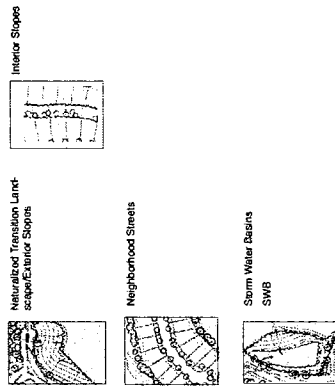 Interior Slopes
Naturalized Transition Land-
scape/Exterior Slopes
Neighborhood Streets
Storm Water Basins
SWB